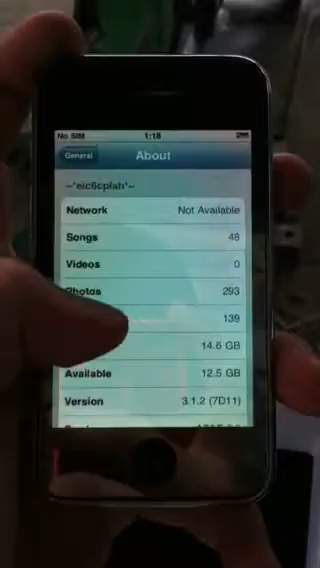 No SIM 1:18
General About
Network Not Available
Songs 48
Videos 0
Photos 293
139
14.6 GB
Available 12.5 GB
Version 3.1.2 (7D11)